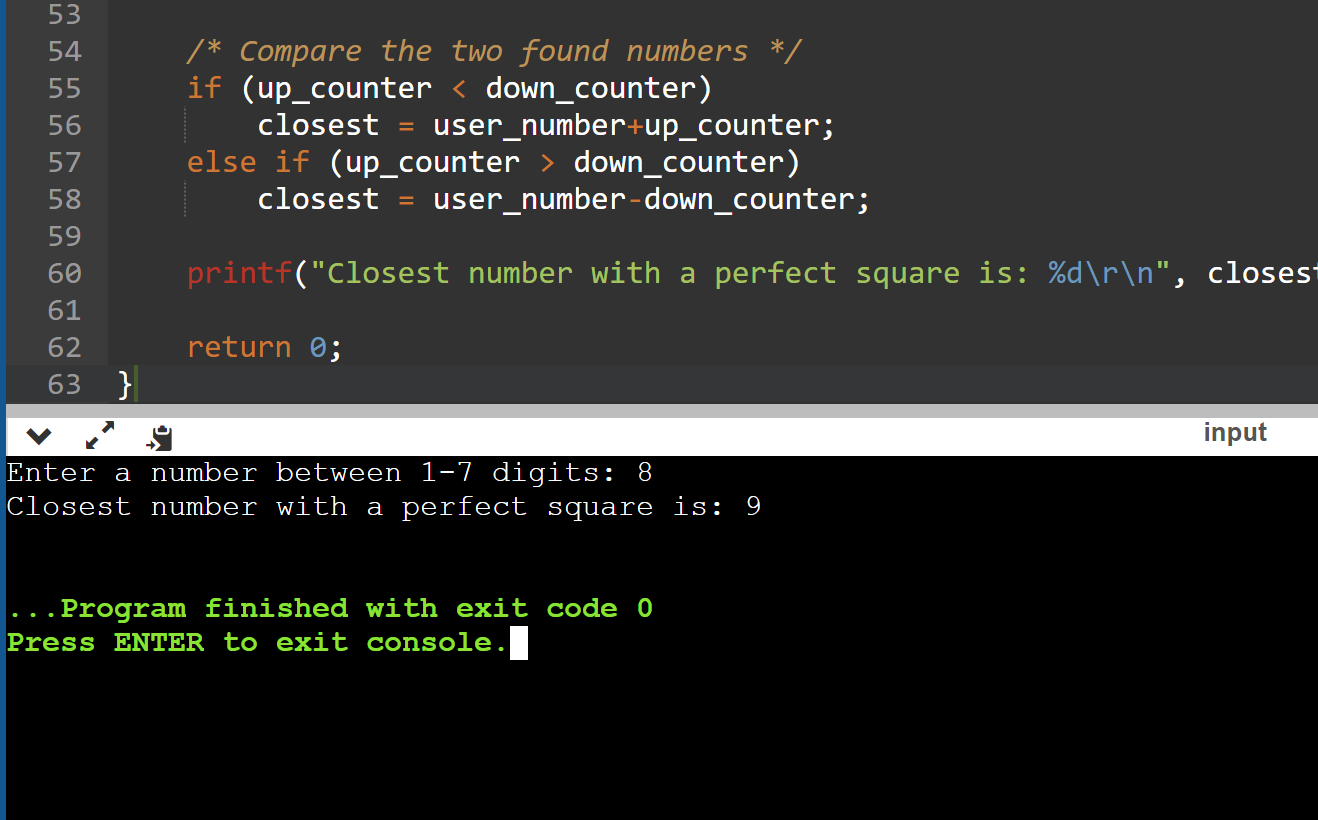 53
54 /* Compare the two found numbers */
55 if (up_counter < down_counter)
56 closest = user_number+up_counter;
57 else if (up_counter > down_counter)
58 closest = user_number-down_counter;
59
60 printf("Closest number with a perfect square is: %d\r\n", closest
61
62 return 0;
63 }
input
Enter a number between 1-7 digits: 8
Closest number with a perfect square is: 9
...Program finished with exit code 0
Press ENTER to exit console.